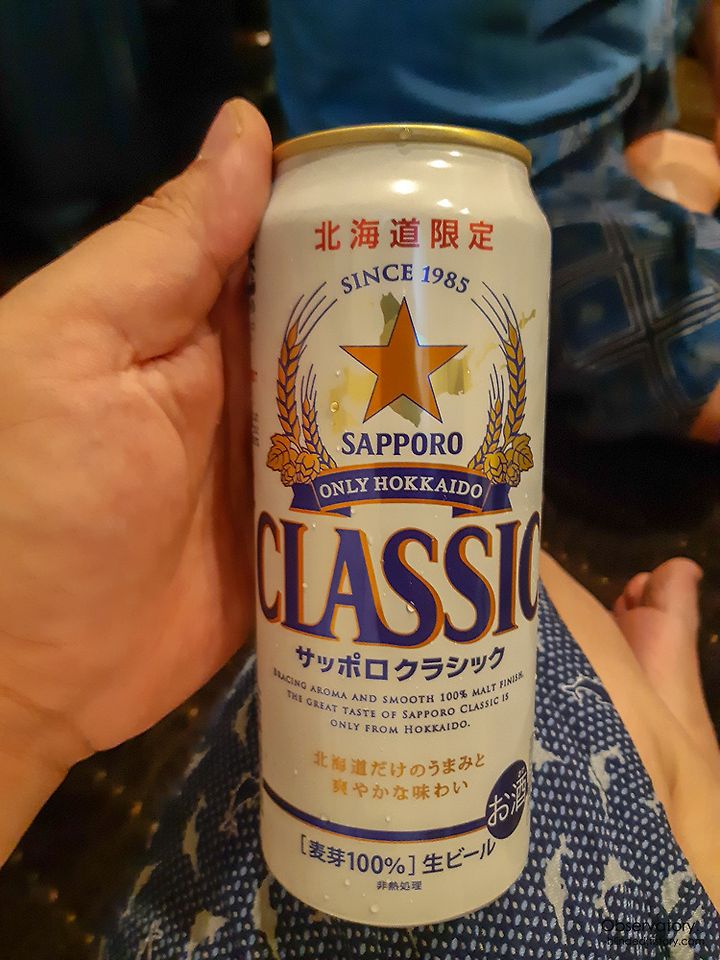 北海道限定
SINCE 1985
SAPPORO
ONLY HOKKAIDO
CLASSIC
サッポロクラシック
BRACING AROMA AND SMOOTH 100% MALT FINISH.
THE GREAT TASTE OF SAPPORO CLASSIC IS
ONLY FROM HOKKAIDO.
北海道だけのうまみと
爽やかな味わい
お酒
[麦芽100%]生ビール
非熱処理
Observatory